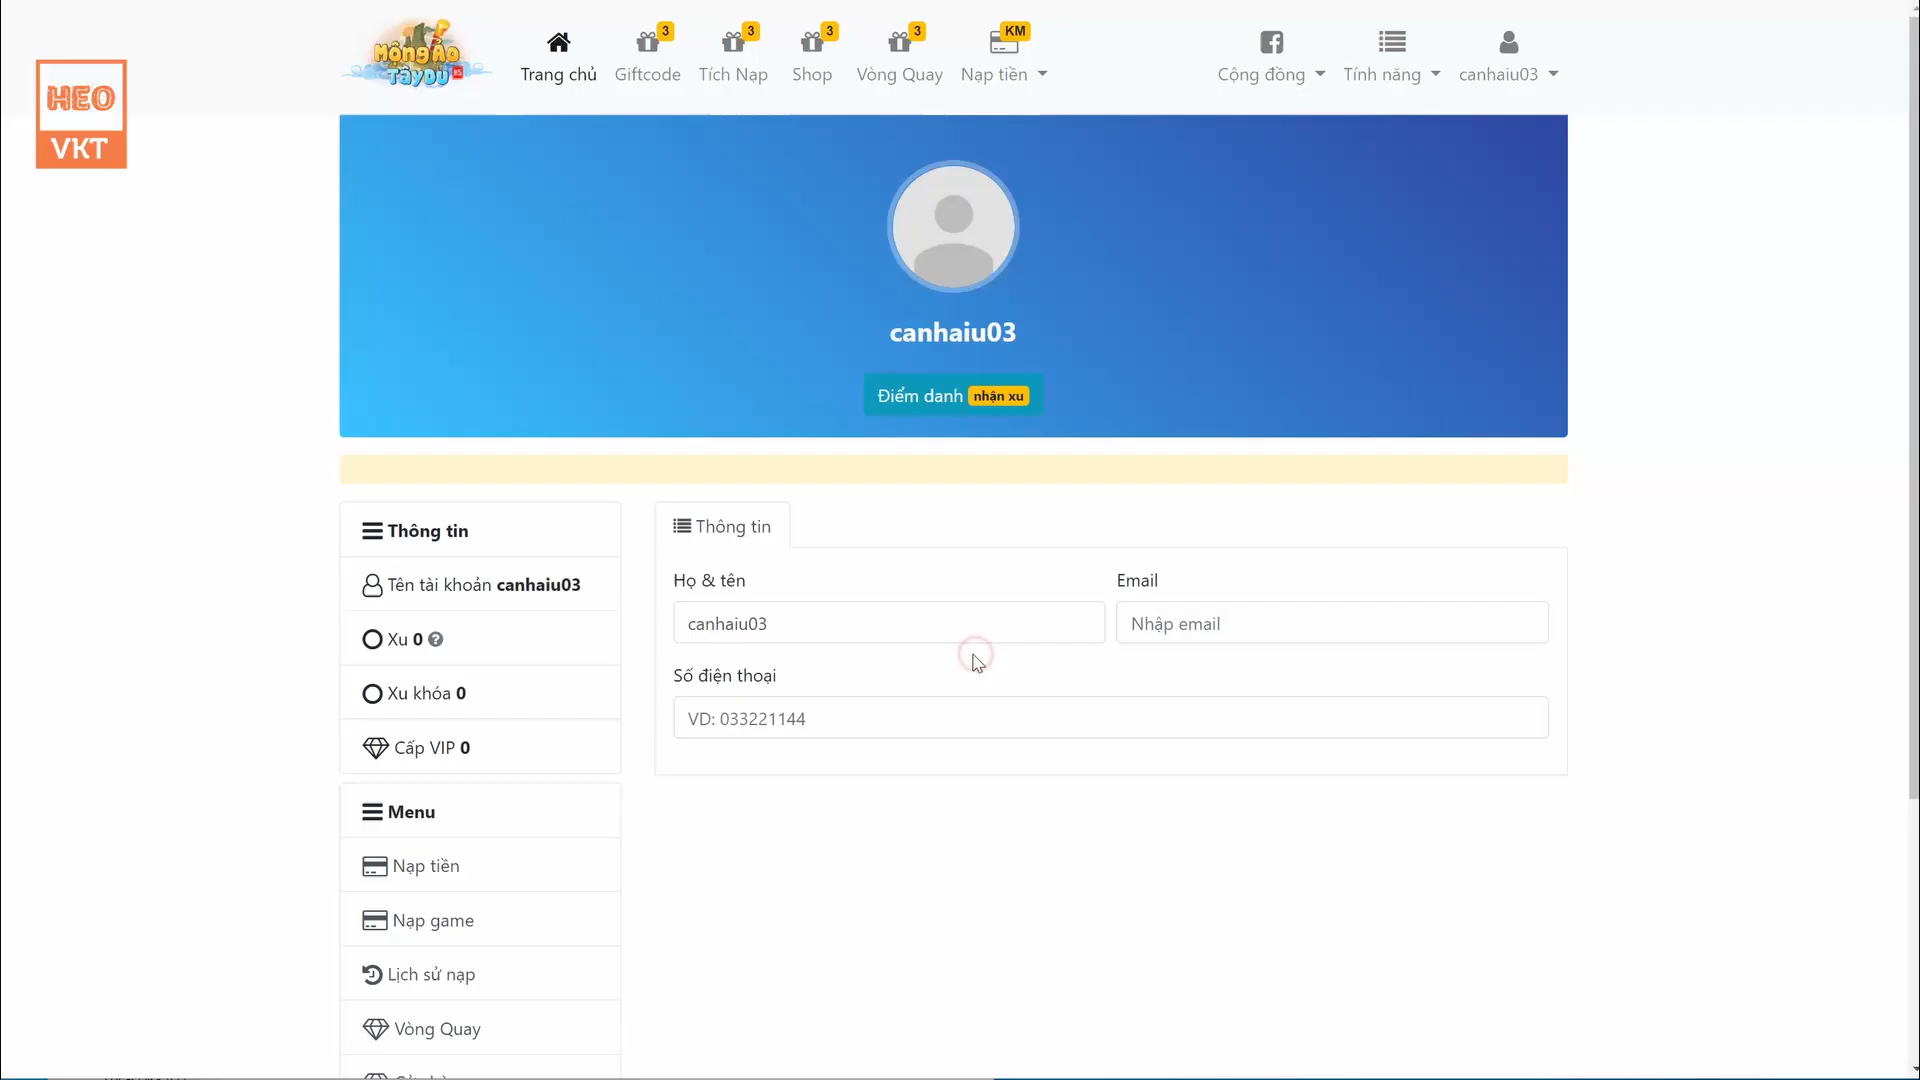 HEO
VKT
Mộng Ảo
Tây Du H5
Trang chủ
3
Giftcode
3
Tích Nạp
3
Shop
3
Vòng Quay
KM
Nạp tiền
Cộng đồng
Tính năng
canhaiu03
canhaiu03
Điểm danh nhận xu
Thông tin
Tên tài khoản canhaiu03
Xu 0
Xu khóa 0
Cấp VIP 0
Menu
Nạp tiền
Nạp game
Lịch sử nạp
Vòng Quay
Thông tin
Họ & tên
canhaiu03
Email
Nhập email
Số điện thoại
VD: 033221144